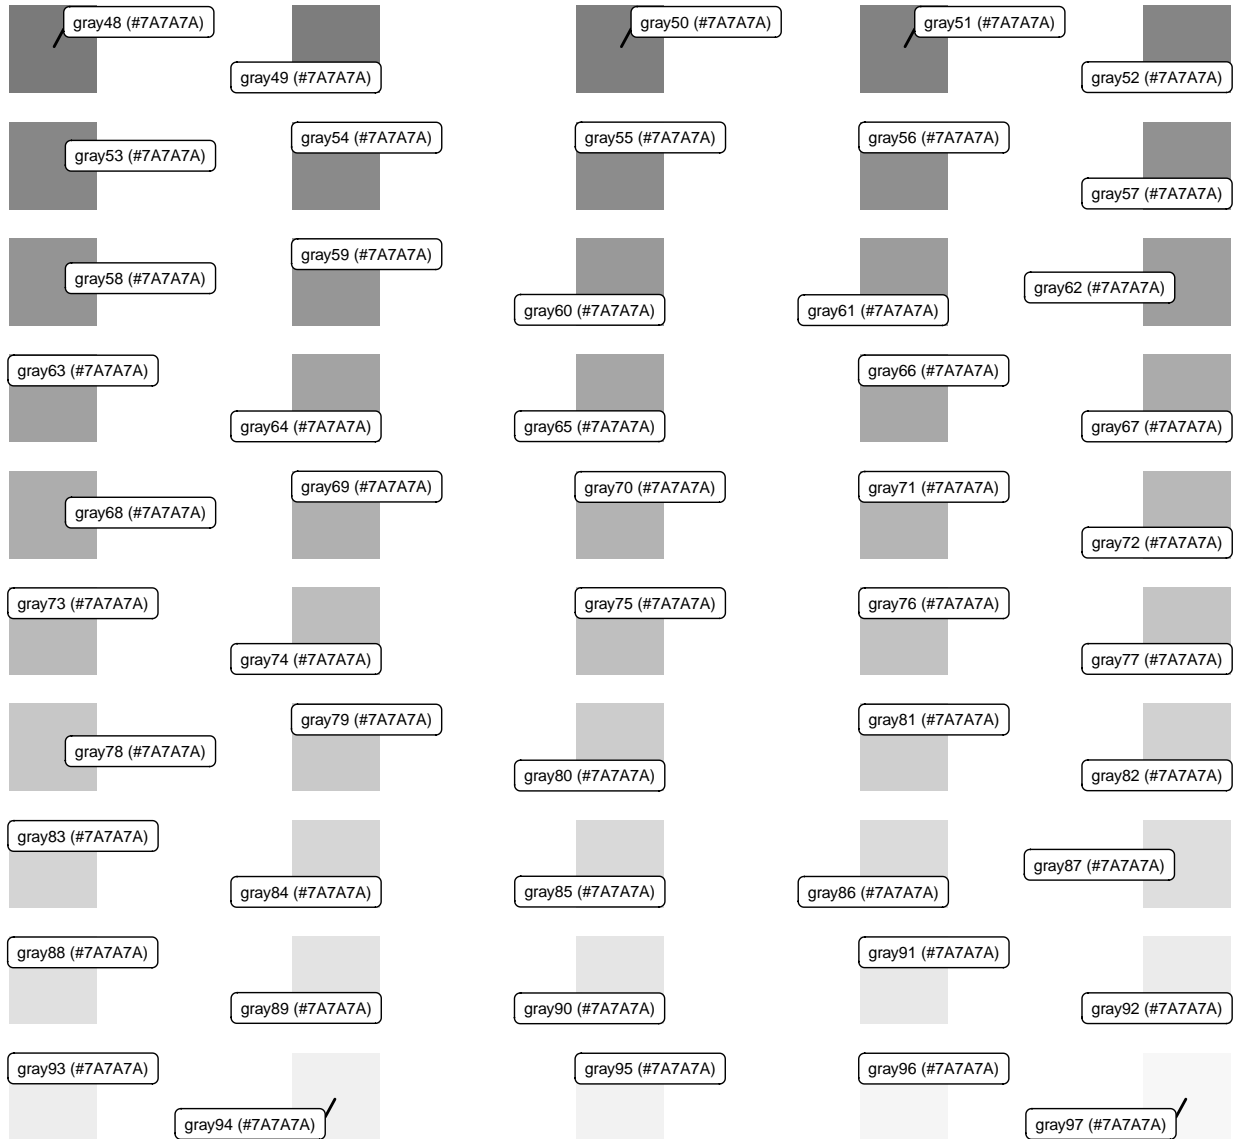 gray48 (#7A7A7A)
gray49 (#7A7A7A)
gray50 (#7A7A7A)
gray51 (#7A7A7A)
gray52 (#7A7A7A)
gray53 (#7A7A7A)
gray54 (#7A7A7A)
gray55 (#7A7A7A)
gray56 (#7A7A7A)
gray57 (#7A7A7A)
gray58 (#7A7A7A)
gray59 (#7A7A7A)
gray60 (#7A7A7A)
gray61 (#7A7A7A)
gray62 (#7A7A7A)
gray63 (#7A7A7A)
gray64 (#7A7A7A)
gray65 (#7A7A7A)
gray66 (#7A7A7A)
gray67 (#7A7A7A)
gray68 (#7A7A7A)
gray69 (#7A7A7A)
gray70 (#7A7A7A)
gray71 (#7A7A7A)
gray72 (#7A7A7A)
gray73 (#7A7A7A)
gray74 (#7A7A7A)
gray75 (#7A7A7A)
gray76 (#7A7A7A)
gray77 (#7A7A7A)
gray78 (#7A7A7A)
gray79 (#7A7A7A)
gray80 (#7A7A7A)
gray81 (#7A7A7A)
gray82 (#7A7A7A)
gray83 (#7A7A7A)
gray84 (#7A7A7A)
gray85 (#7A7A7A)
gray86 (#7A7A7A)
gray87 (#7A7A7A)
gray88 (#7A7A7A)
gray89 (#7A7A7A)
gray90 (#7A7A7A)
gray91 (#7A7A7A)
gray92 (#7A7A7A)
gray93 (#7A7A7A)
gray94 (#7A7A7A)
gray95 (#7A7A7A)
gray96 (#7A7A7A)
gray97 (#7A7A7A)